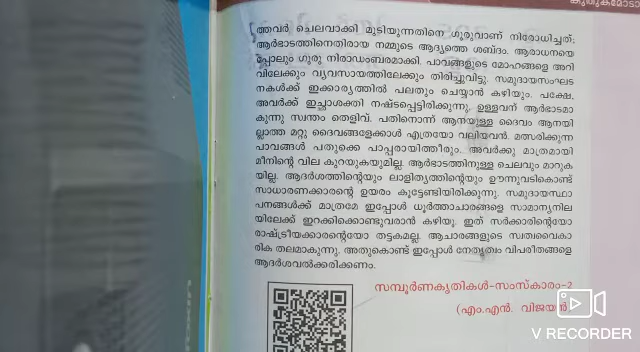 ത്തവർ ചെലവാക്കി മുടിയുന്നതിനെ ഗുരുവാണ് നിരോധിച്ചത്;
ആർഭാടത്തിനെതിരായ നമ്മുടെ ആദ്യത്തെ ശബ്ദം. ആരാധനയെ
പ്പോലും ഗുരു നിരാഡംബരമാക്കി. പാവങ്ങളുടെ മോഹങ്ങളെ അറി
വിലേക്കും വ്യവസായത്തിലേക്കും തിരിച്ചുവിട്ടു. സമുദായസംഘട
നകൾക്ക് ഇക്കാര്യത്തിൽ പലതും ചെയ്യാൻ കഴിയും. പക്ഷേ,
അവർക്ക് ഇച്ഛാശക്തി നഷ്ടപ്പെട്ടിരിക്കുന്നു. ഉള്ളവന് ആർഭാടമാ
കുന്നു സ്വന്തം തെളിവ്. പതിനൊന്ന് ആനയുള്ള ദൈവം ആനയി
ല്ലാത്ത മറ്റു ദൈവങ്ങളേക്കാൾ എത്രയോ വലിയവൻ. മത്സരിക്കുന്ന
പാവങ്ങൾ പതുക്കെ പാപ്പരായിത്തീരും. അവർക്കു മാത്രമായി
മീനിന്റെ വില കുറയുകയുമില്ല. ആർഭാടത്തിനുള്ള ചെലവും മാറുക
യില്ല. ആദർശത്തിന്റെയും ലാളിത്യത്തിന്റെയും ഊന്നുവടികൊണ്ട്
സാധാരണക്കാരന്റെ ഉയരം കൂട്ടേണ്ടിയിരിക്കുന്നു. സമുദായസ്ഥാ
പനങ്ങൾക്ക് മാത്രമേ ഇപ്പോൾ ധൂർത്താചാരങ്ങളെ സാമാന്യനില
യിലേക്ക് ഇറക്കിക്കൊണ്ടുവരാൻ കഴിയൂ. ഇത് സർക്കാരിന്റെയോ
രാഷ്ട്രീയക്കാരന്റെയോ തട്ടകമല്ല. ആചാരങ്ങളുടെ സ്വത്വവൈകാ
രിക തലമാകുന്നു. അതുകൊണ്ട് ഇപ്പോൾ നേതൃത്വം വിപരീതങ്ങളെ
ആദർശവൽക്കരിക്കണം.
സമ്പൂർണകൃതികൾ-സംസ്കാരം-2
(എം.എൻ. വിജയൻ
V RECORDER